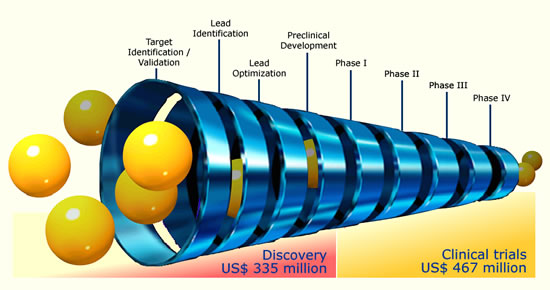 Target
Identification /
Validation
Lead
Identification
Lead
Optimization
Preclinical
Development
Phase I
Phase II
Phase III
Phase IV
Discovery
US$ 335 million
Clinical trials
US$ 467 million